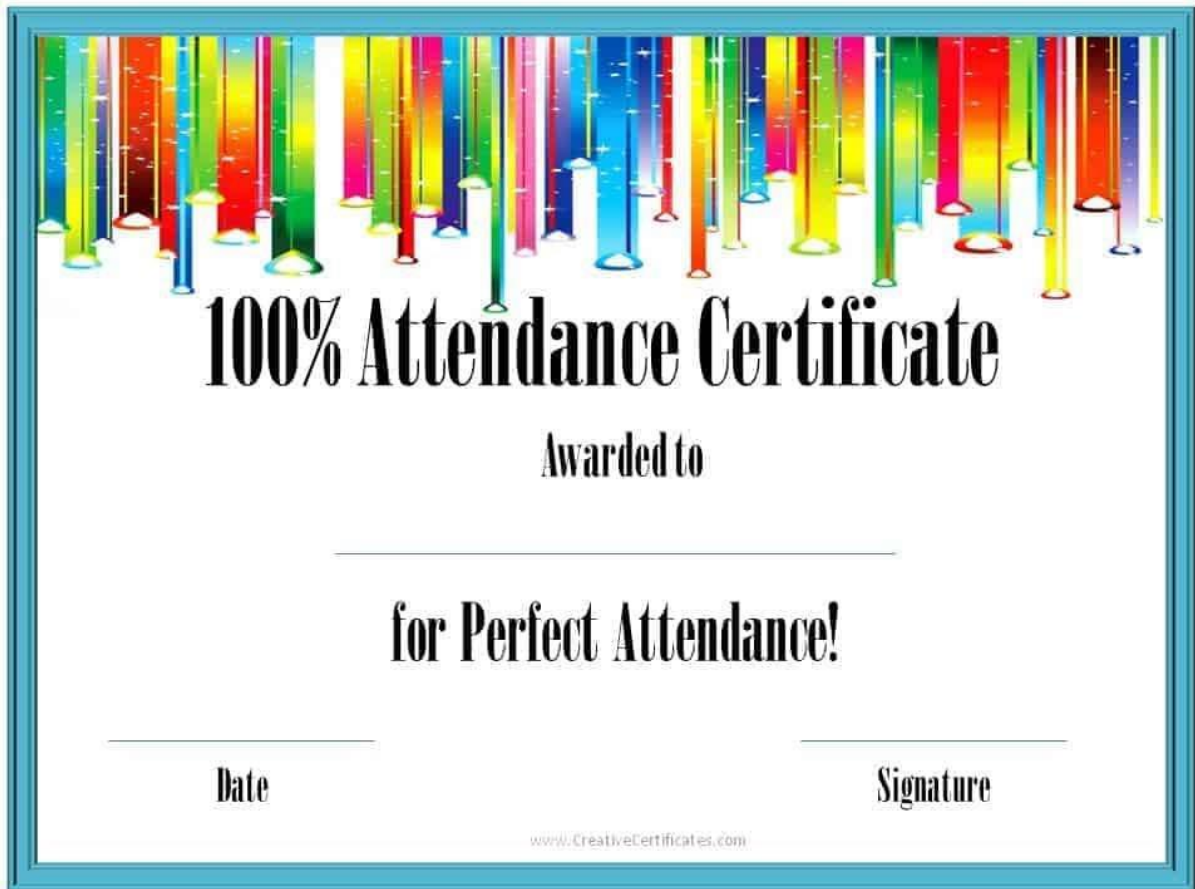 100% Attendance Certificate
Awarded to
for Perfect Attendance!
Date
Signature
www.CreativeCertificates.com